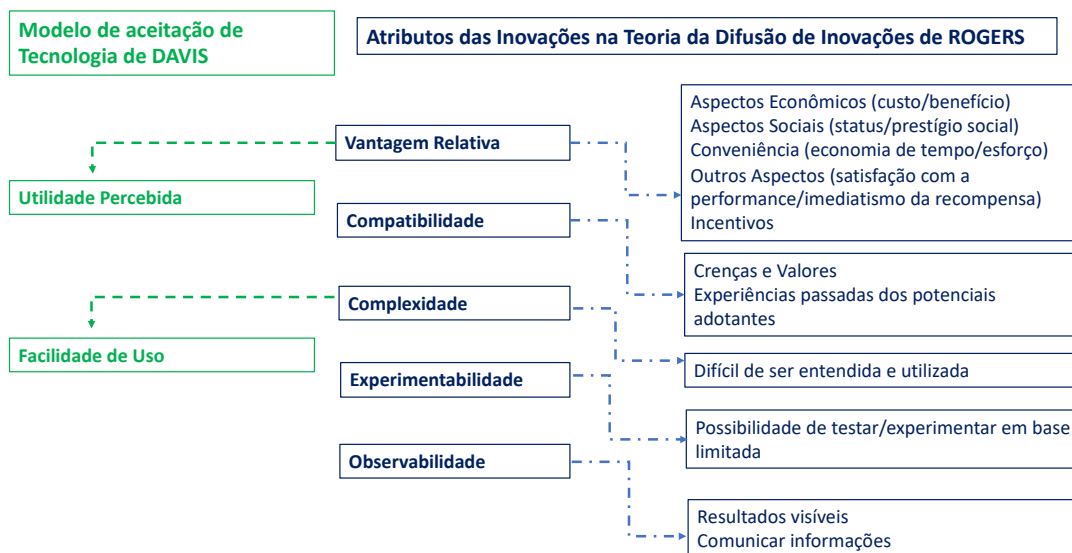 Modelo de aceitação de
Tecnologia de DAVIS
Atributos das Inovações na Teoria da Difusão de Inovações de ROGERS
Vantagem Relativa
Aspectos Econômicos (custo/benefício)
Aspectos Sociais (status/prestígio social)
Conveniência (economia de tempo/esforço)
Outros Aspectos (satisfação com a
performance/imediatismo da recompensa)
Incentivos
Utilidade Percebida
Compatibilidade
Crenças e Valores
Experiências passadas dos potenciais
adotantes
Complexidade
Facilidade de Uso
Difícil de ser entendida e utilizada
Experimentabilidade
Possibilidade de testar/experimentar em base
limitada
Observabilidade
Resultados visíveis
Comunicar informações